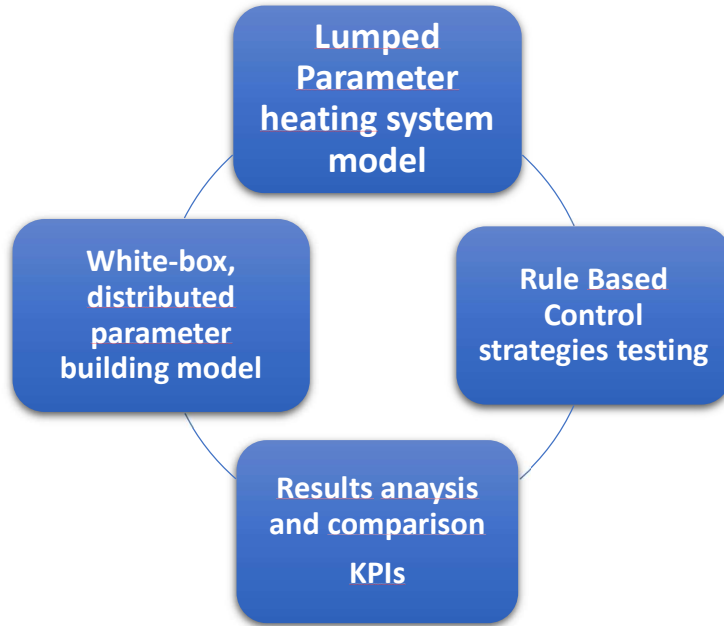 Lumped
Parameter
heating system
model
White-box,
distributed
parameter
building model
Rule Based
Control
strategies testing
Results anaysis
and comparison
KPIs